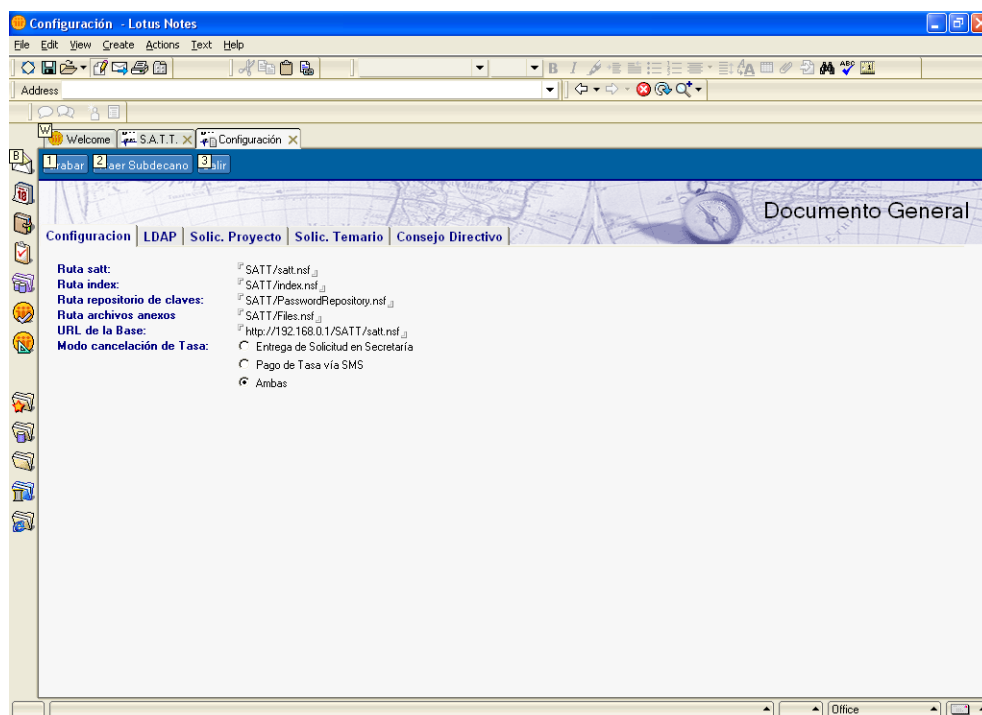 Configuración - Lotus Notes
File Edit View Create Actions Text Help
Address
W
Welcome S.A.T.T. Configuración
B
1 rabar 2 aer Subdecano 3 lir
Documento General
Configuracion LDAP Solic. Proyecto Solic. Temario Consejo Directivo
Ruta satt: SATT/satt.nsf
Ruta index: SATT/index.nsf
Ruta repositorio de claves: SATT/PasswordRepository.nsf
Ruta archivos anexos SATT/Files.nsf
URL de la Base: http://192.168.0.1/SATT/satt.nsf
Modo cancelación de Tasa: Entrega de Solicitud en Secretaría
Pago de Tasa vía SMS
Ambas
Office